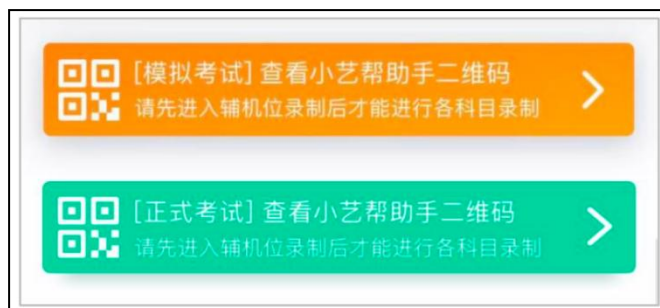 [模拟考试] 查看小艺帮助手二维码
请先进入辅机位录制后才能进行各科目录制
[正式考试] 查看小艺帮助手二维码
请先进入辅机位录制后才能进行各科目录制